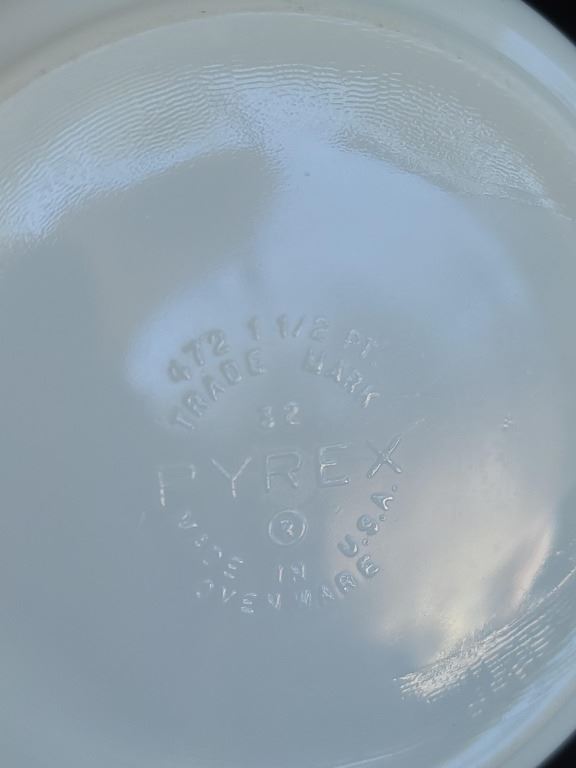 472 1 1/2 PT
TRADE MARK
32
PYREX
®
MADE IN U.S.A.
OVENWARE